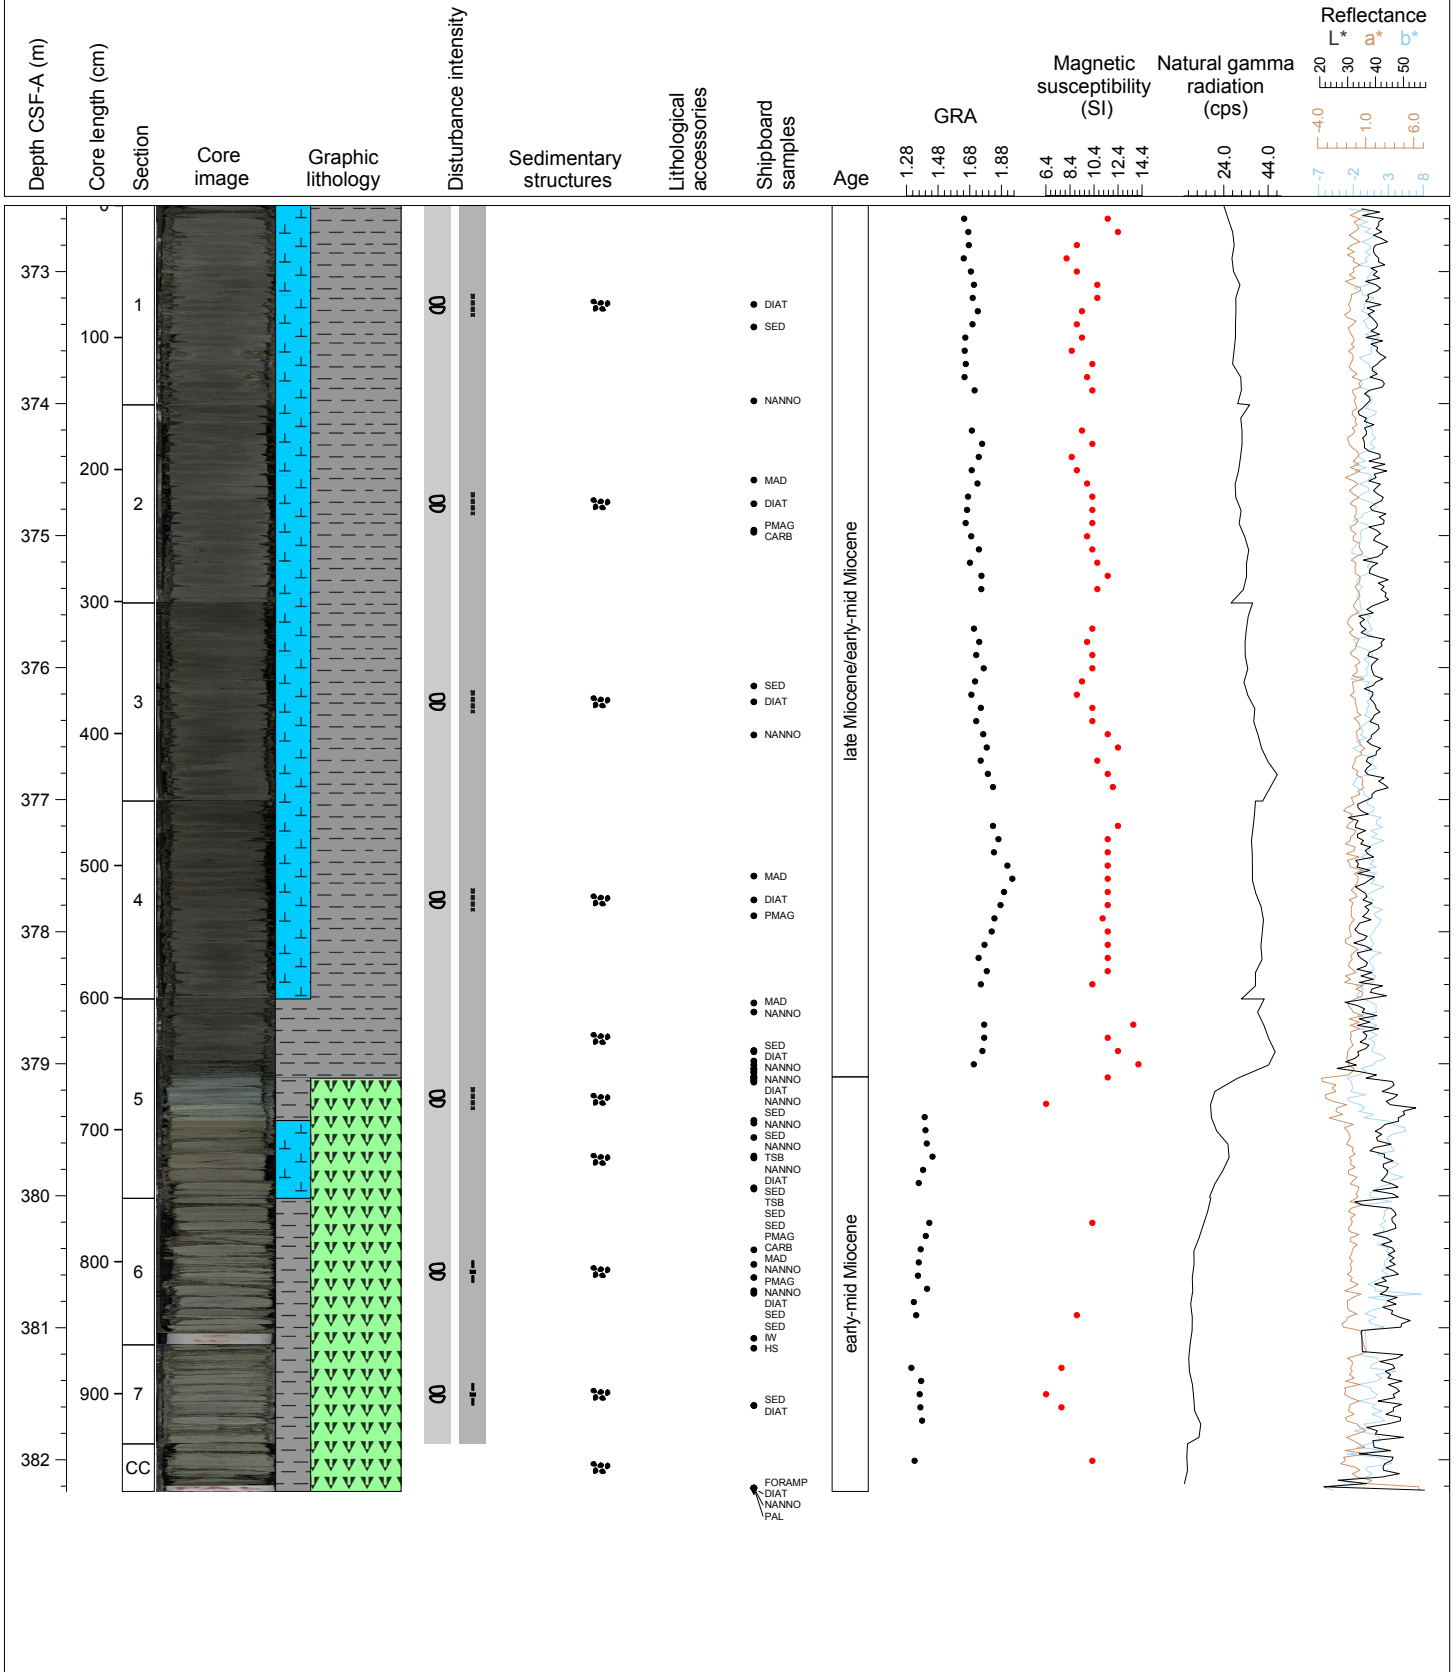 Depth CSF-A (m)
Core length (cm)
Section
Core
image
Graphic
lithology
Disturbance intensity
Sedimentary
structures
Lithological
accessories
Shipboard
samples
Age
GRA
1.28
1.48
1.68
1.88
Magnetic
susceptibility
(SI)
6.4
8.4
10.4
12.4
14.4
Natural gamma
radiation
(cps)
24.0
44.0
Reflectance
L* a* b*
20
30
40
50
-4.0
1.0
6.0
-7
-2
3
8
373
374
375
376
377
378
379
380
381
382
0
100
200
300
400
500
600
700
800
900
1
2
3
4
5
6
7
CC
DIAT
SED
NANNO
MAD
DIAT
PMAG
CARB
SED
DIAT
NANNO
MAD
DIAT
PMAG
MAD
NANNO
SED
DIAT
NANNO
NANNO
DIAT
NANNO
SED
NANNO
SED
NANNO
TSB
NANNO
DIAT
SED
TSB
SED
SED
PMAG
CARB
MAD
NANNO
PMAG
NANNO
DIAT
SED
SED
IW
HS
SED
DIAT
FORAMP
DIAT
NANNO
PAL
late Miocene/early-mid Miocene
early-mid Miocene